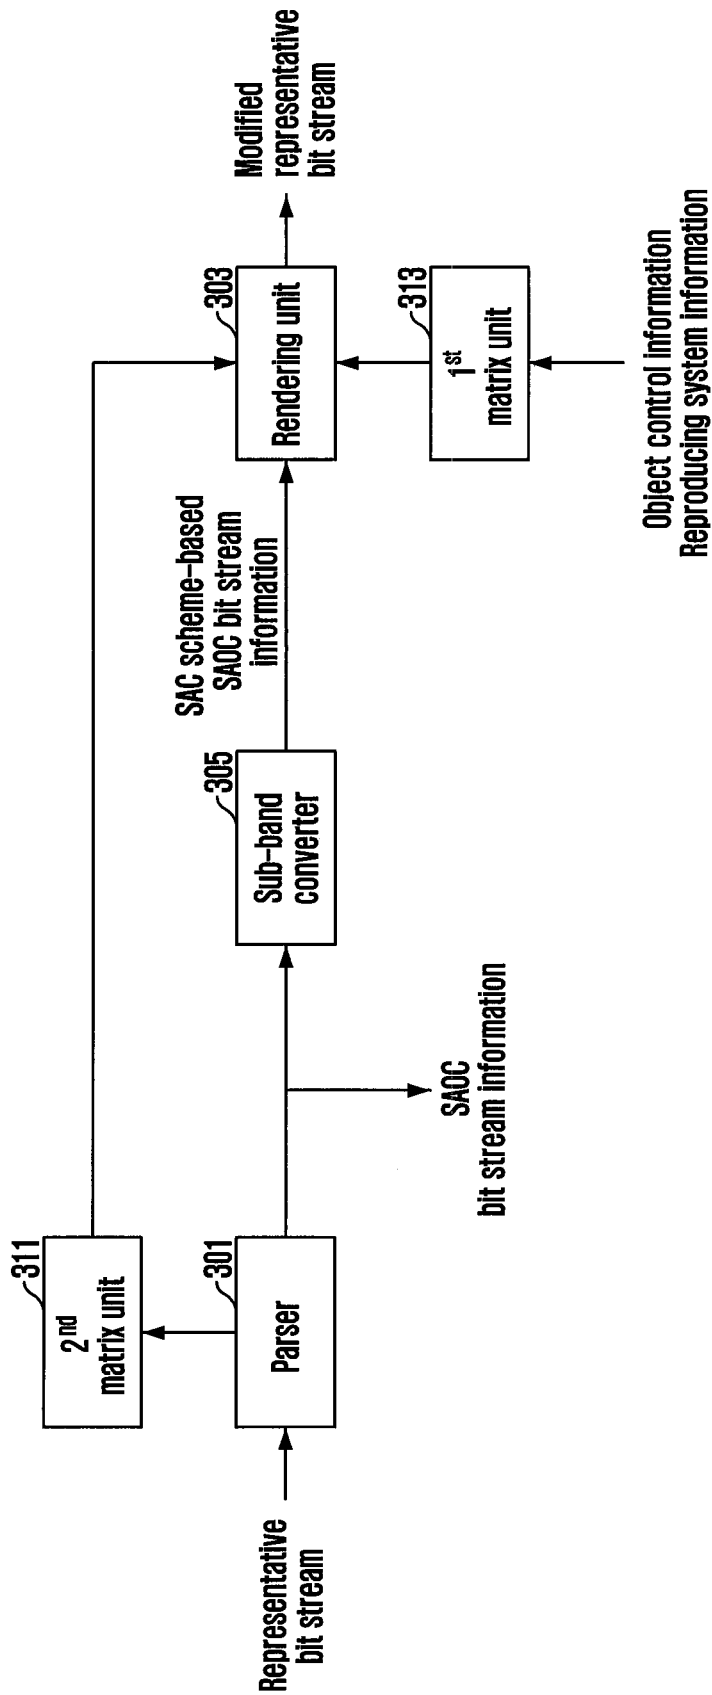 311
2nd
matrix unit
Representative
bit stream
301
Parser
SAOC
bit stream information
305
Sub-band
converter
SAC scheme-based
SAOC bit stream
information
303
Rendering unit
Modified
representative
bit stream
313
1st
matrix unit
Object control information
Reproducing system information